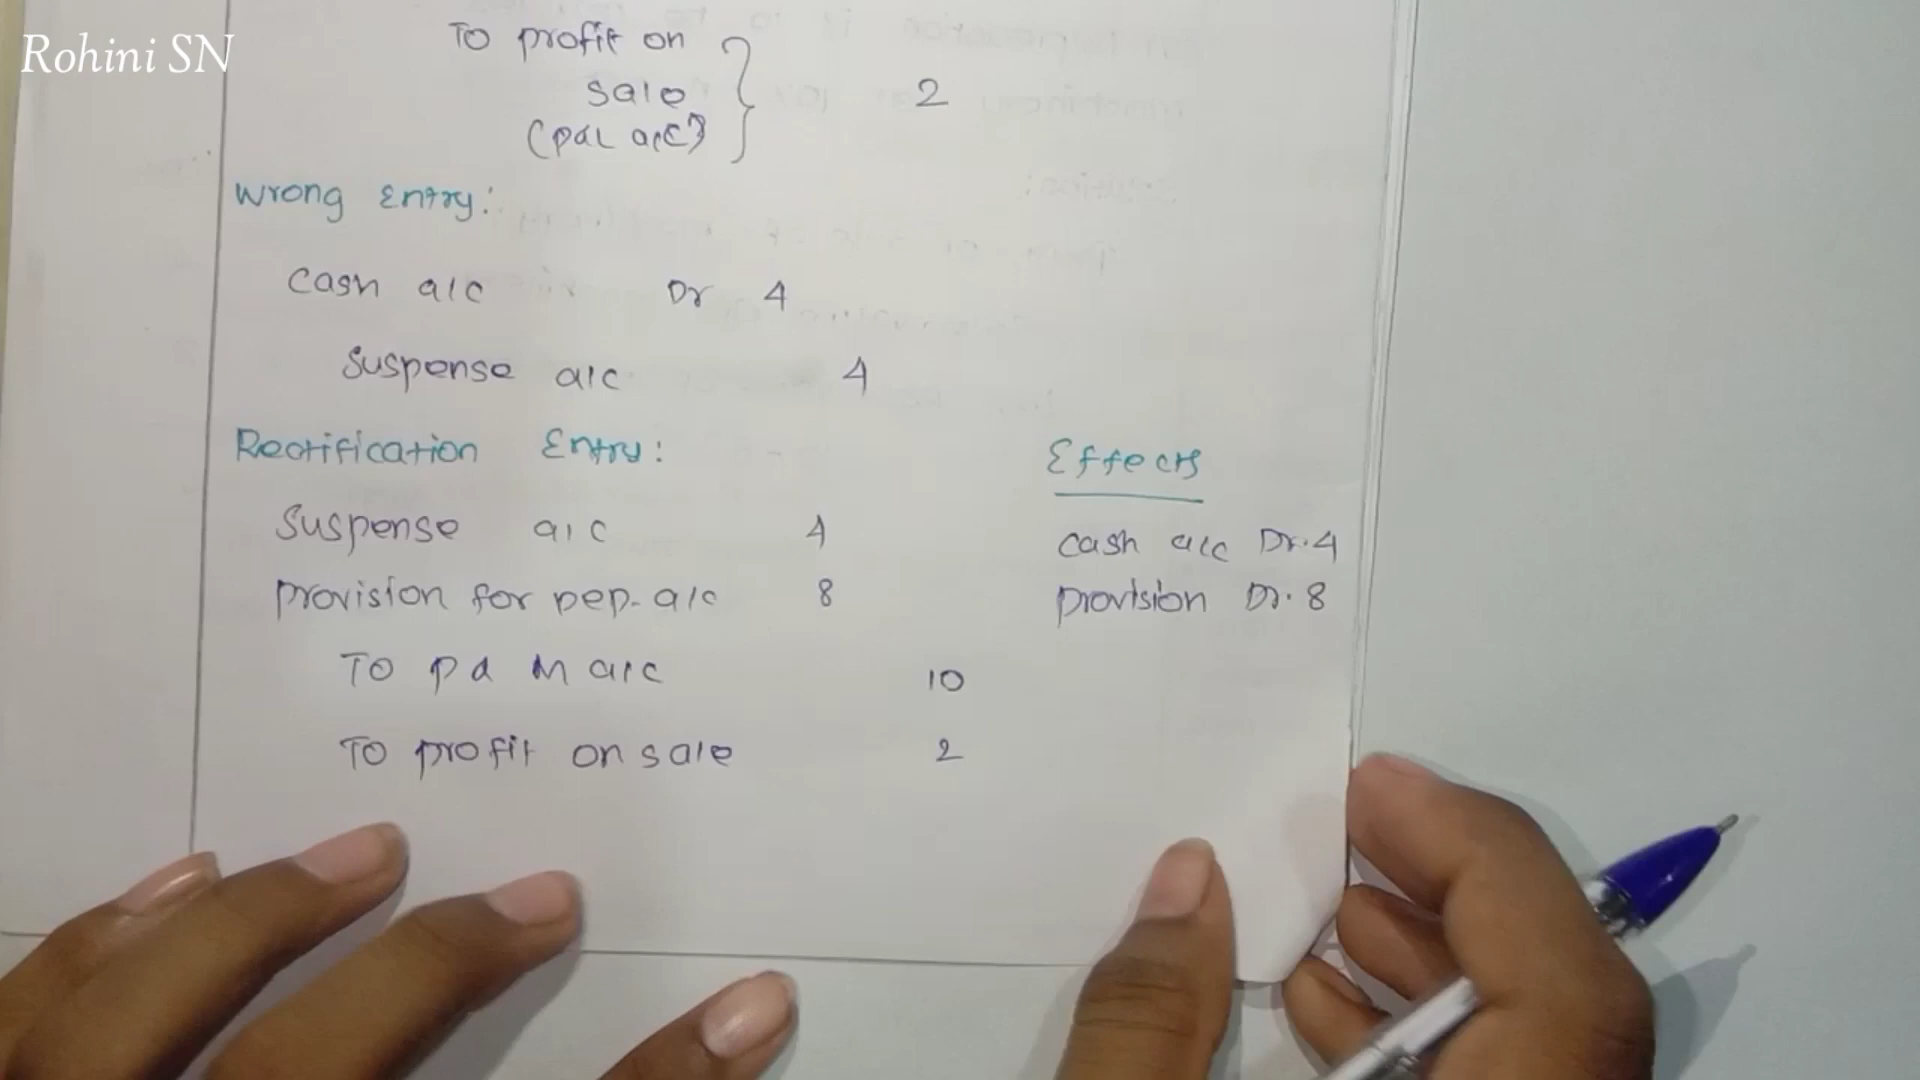 Rohini SN
To profit on
sale
(P&L a/c)
2
Wrong Entry:
Cash a/c Dr 4
Suspense a/c 4
Rectification Entry:
Suspense a/c 4
provision for Dep. a/c 8
To P & M a/c 10
To profit on sale 2
Effects
cash a/c Dr. 4
provision Dr. 8